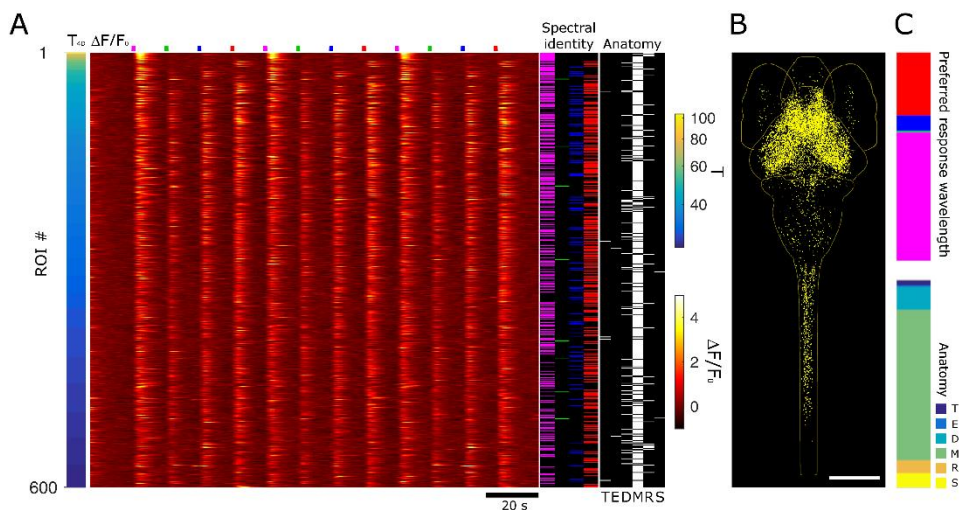 A
B
C
T₄₀ ΔF/F₀
Spectral identity
Anatomy
1
ROI #
600
20 s
TEDMRS
100
80
60
40
T
4
2
0
ΔF/F₀
Preferred response wavelength
Anatomy
T
E
D
M
R
S